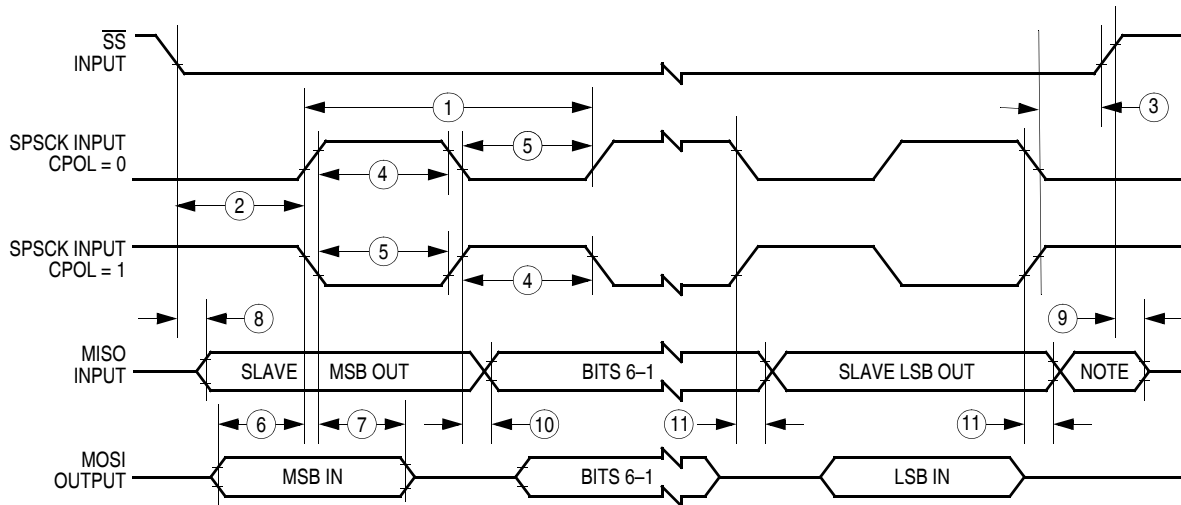 SS
INPUT
1
3
SPSCK INPUT
CPOL = 0
5
4
2
SPSCK INPUT
CPOL = 1
5
4
8
9
MISO
INPUT
SLAVE MSB OUT
BITS 6–1
SLAVE LSB OUT
NOTE
6
7
10
11
11
MOSI
OUTPUT
MSB IN
BITS 6–1
LSB IN